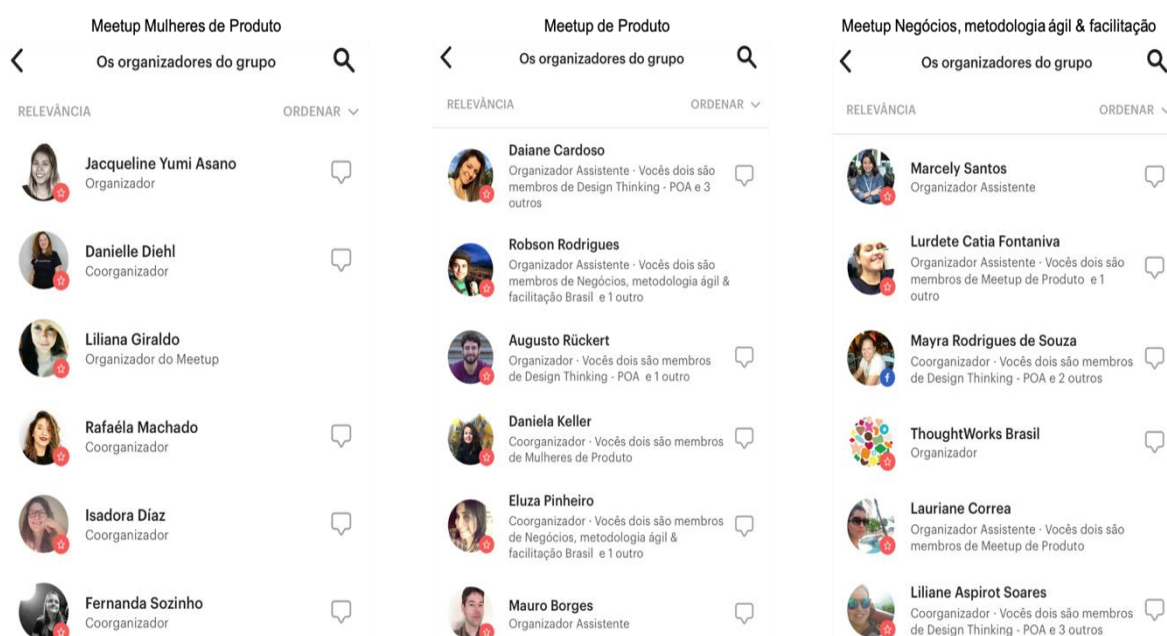 Meetup Mulheres de Produto
Os organizadores do grupo
RELEVÂNCIA
ORDENAR
Jacqueline Yumi Asano
Organizador
Danielle Diehl
Coorganizador
Liliana Giraldo
Organizador do Meetup
Rafaéla Machado
Coorganizador
Isadora Díaz
Coorganizador
Fernanda Sozinho
Coorganizador
Meetup de Produto
Os organizadores do grupo
RELEVÂNCIA
ORDENAR
Daiane Cardoso
Organizador Assistente · Vocês dois são
membros de Design Thinking - POA e 3
outros
Robson Rodrigues
Organizador Assistente · Vocês dois são
membros de Negócios, metodologia ágil &
facilitação Brasil e 1 outro
Augusto Rückert
Organizador · Vocês dois são membros
de Design Thinking - POA e 1 outro
Daniela Keller
Coorganizador · Vocês dois são membros
de Mulheres de Produto
Eluza Pinheiro
Coorganizador · Vocês dois são membros
de Negócios, metodologia ágil &
facilitação Brasil e 1 outro
Mauro Borges
Organizador Assistente
Meetup Negócios, metodologia ágil & facilitação
Os organizadores do grupo
RELEVÂNCIA
ORDENAR
Marcely Santos
Organizador Assistente
Lurdete Catia Fontaniva
Organizador Assistente · Vocês dois são
membros de Meetup de Produto e 1
outro
Mayra Rodrigues de Souza
Coorganizador · Vocês dois são membros
de Design Thinking - POA e 2 outros
ThoughtWorks Brasil
Organizador
Lauriane Correa
Organizador Assistente · Vocês dois são
membros de Meetup de Produto
Liliane Aspirot Soares
Coorganizador · Vocês dois são membros
de Design Thinking - POA e 3 outros